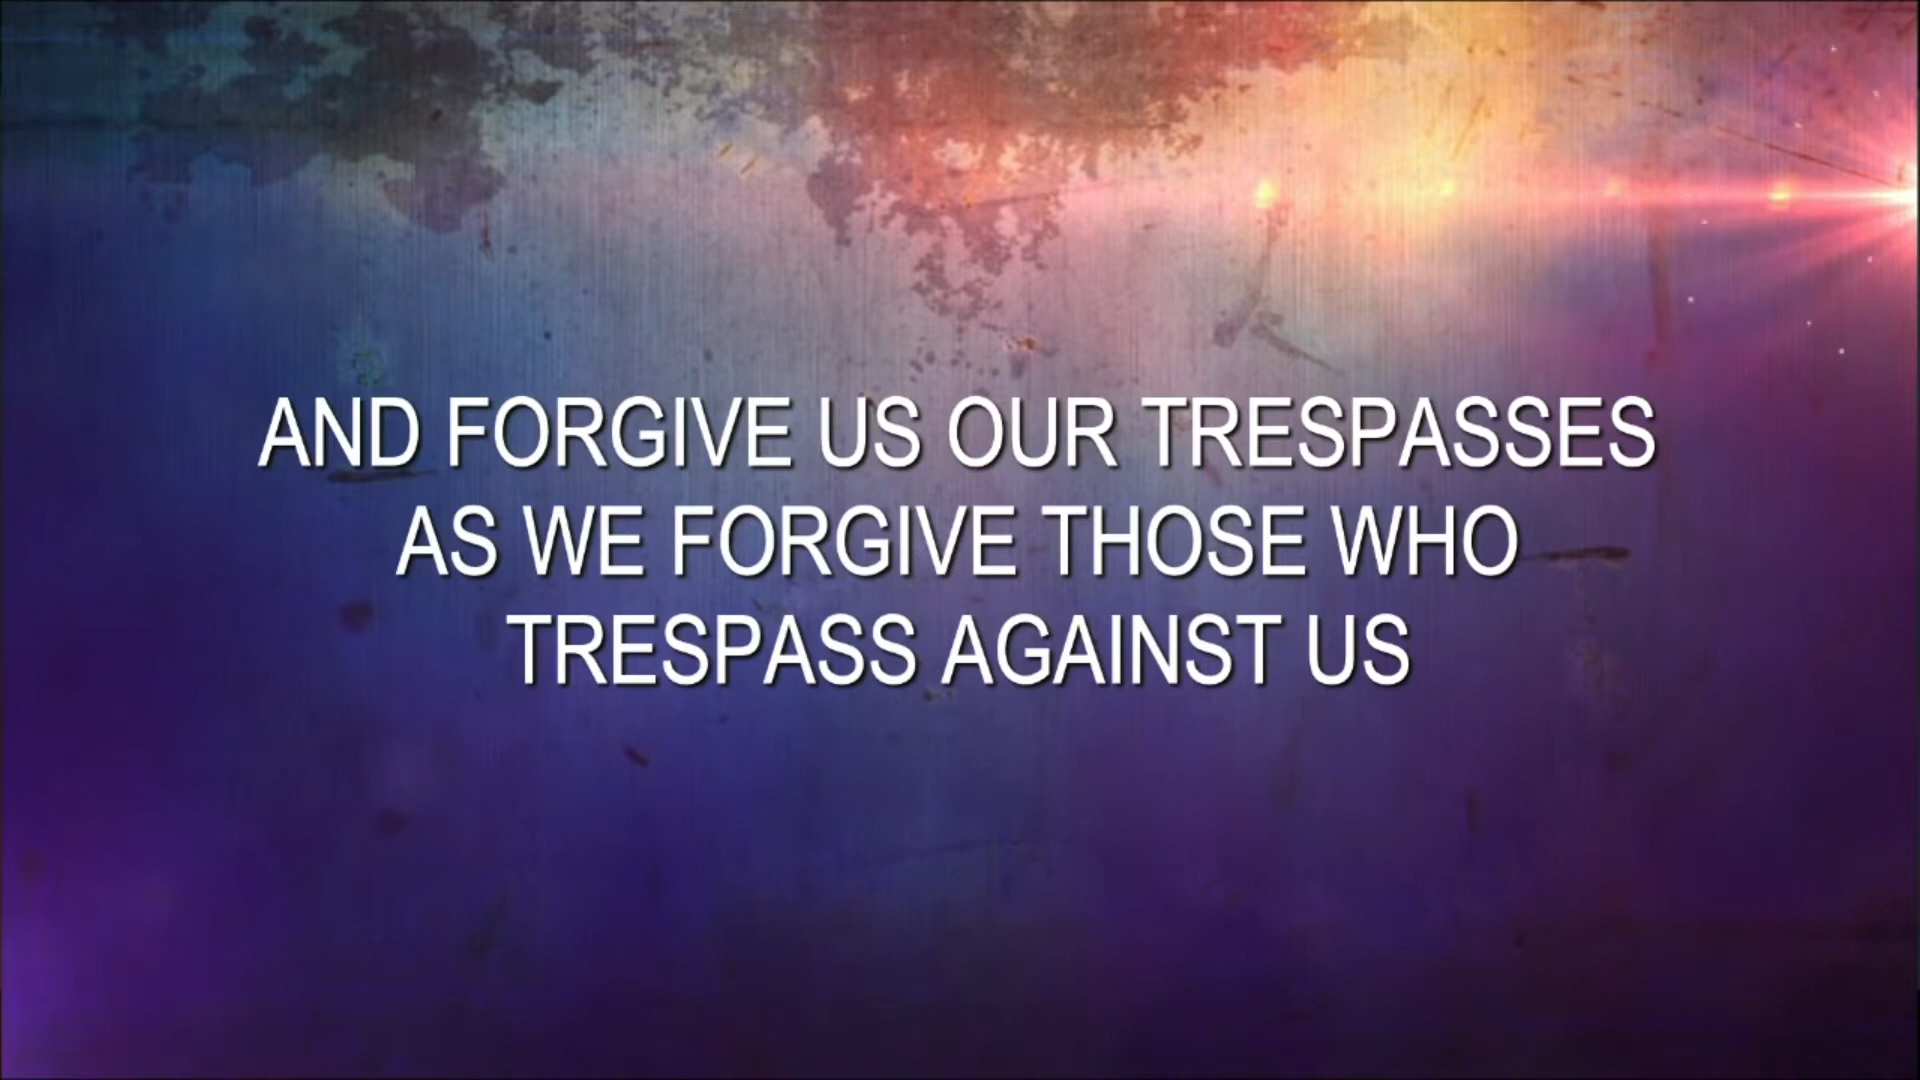 AND FORGIVE US OUR TRESPASSES
AS WE FORGIVE THOSE WHO
TRESPASS AGAINST US